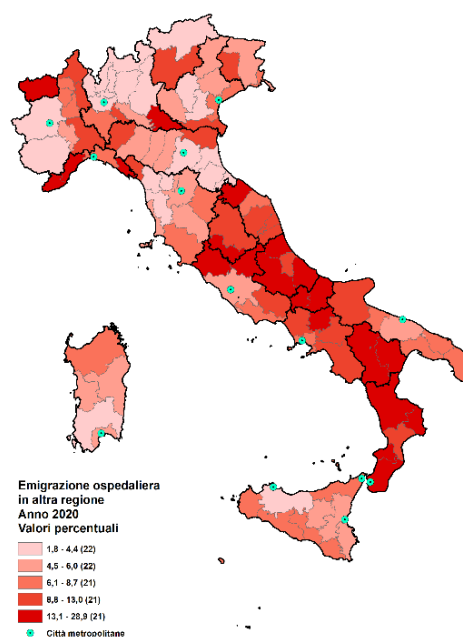 Emigrazione ospedaliera
in altra regione
Anno 2020
Valori percentuali
1,8 - 4,4 (22)
4,5 - 6,0 (22)
6,1 - 8,7 (21)
8,8 - 13,0 (21)
13,1 - 28,9 (21)
Città metropolitane